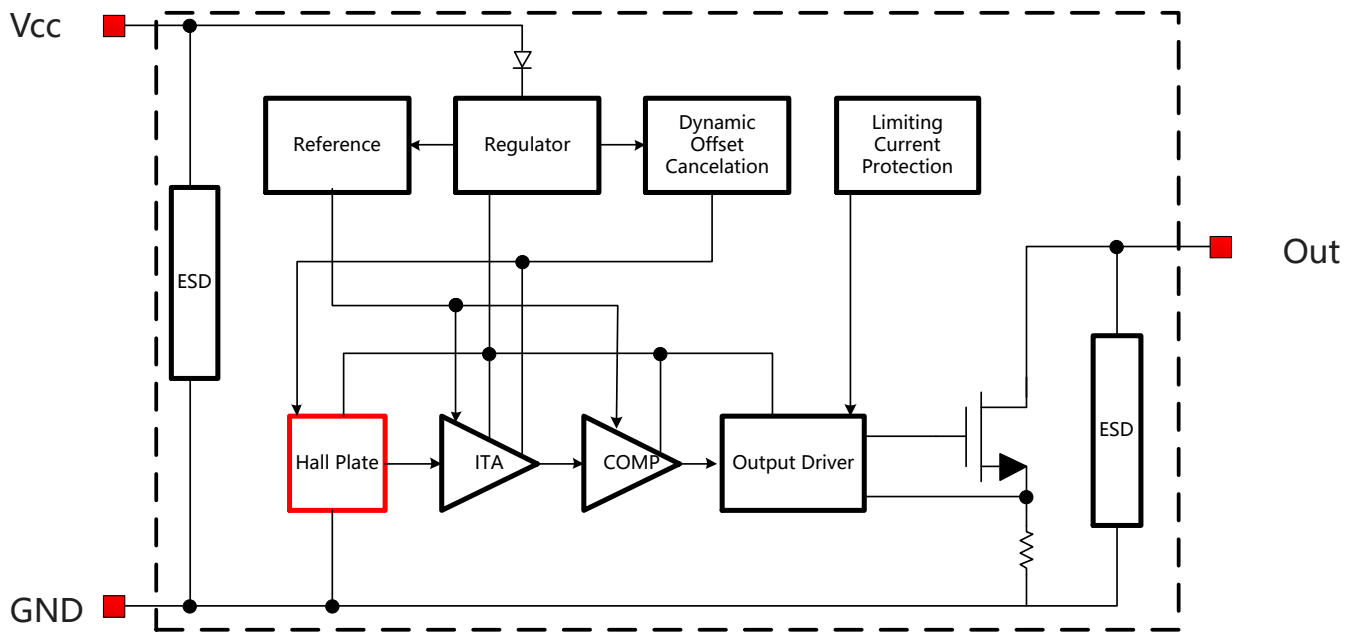 Vcc
Reference
Regulator
Dynamic
Offset
Cancelation
Limiting
Current
Protection
ESD
Out
Hall Plate
ITA
COMP
Output Driver
ESD
GND